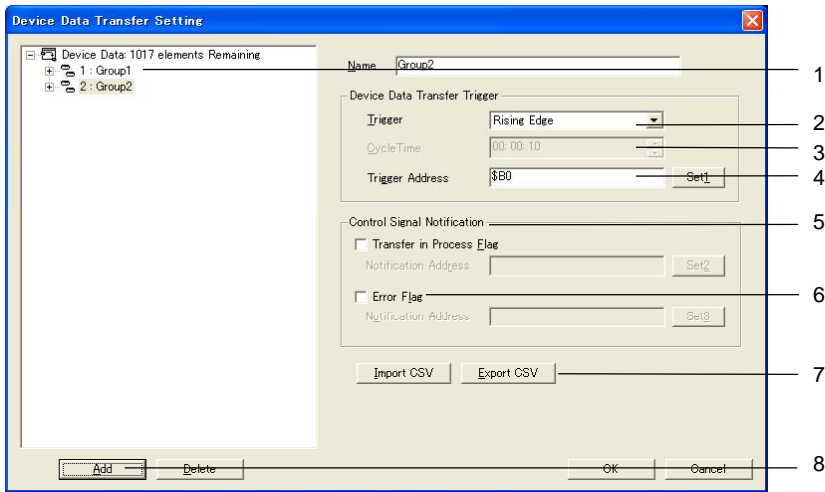 Device Data Transfer Setting
Device Data: 1017 elements Remaining
1 : Group1
2 : Group2
Name Group2
1
Device Data Transfer Trigger
Trigger Rising Edge
2
CycleTime 00: 00: 10
3
Trigger Address $B0 Set1
4
Control Signal Notification
5
Transfer in Process Flag
Notification Address Set2
Error Flag
6
Notification Address Set3
Import CSV Export CSV
7
Add Delete OK Cancel
8